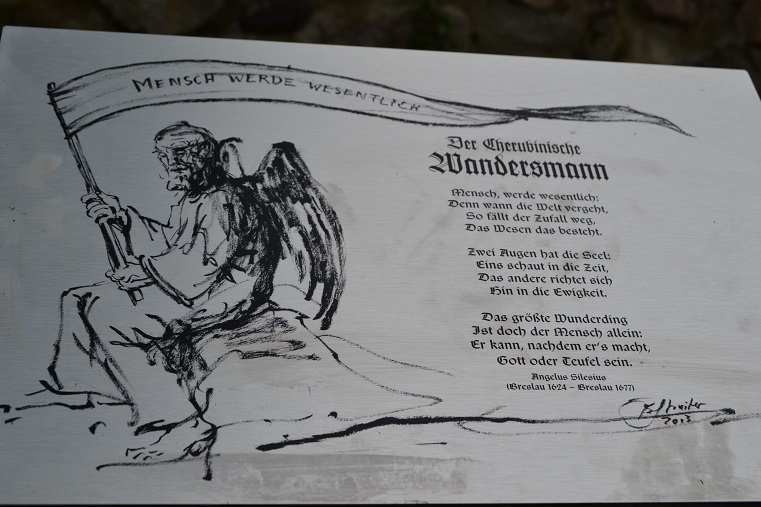 MENSCH WERDE WESENTLICH
Der Cherubinische
Wandersmann
Mensch, werde wesentlich:
Denn wann die Welt vergeht,
So fällt der Zufall weg,
Das Wesen das besteht.
Zwei Augen hat die Seel:
Eins schaut in die Zeit,
Das andere richtet sich
Hin in die Ewigkeit.
Das größte Wunderding
Ist doch der Mensch allein:
Er kann, nachdem er's macht,
Gott oder Teufel sein.
Angelus Silesius
(Breslau 1624 – Breslau 1677)
2013